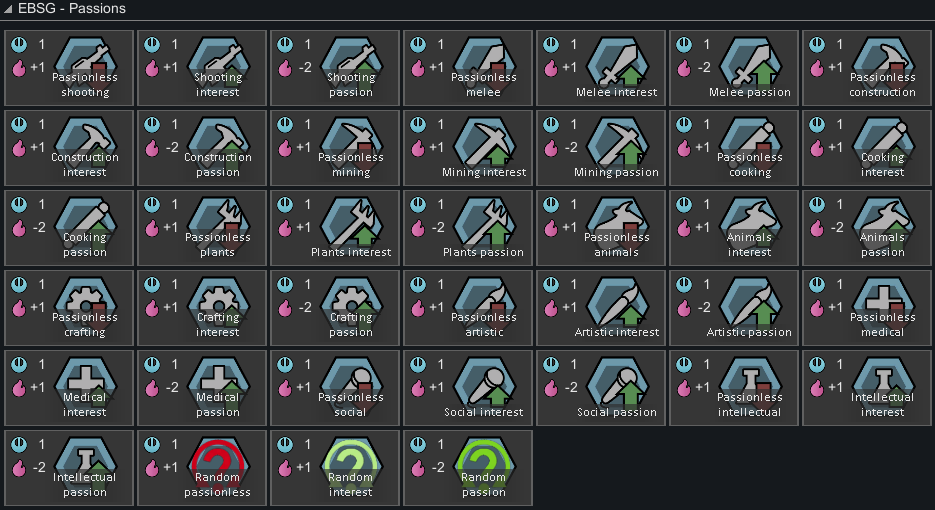 EBSG - Passions
1
+1
Passionless
shooting
1
+1
Shooting
interest
1
-2
Shooting
passion
1
+1
Passionless
melee
1
+1
Melee interest
1
-2
Melee passion
1
+1
Passionless
construction
1
+1
Construction
interest
1
-2
Construction
passion
1
+1
Passionless
mining
1
+1
Mining interest
1
-2
Mining passion
1
+1
Passionless
cooking
1
+1
Cooking
interest
1
-2
Cooking
passion
1
+1
Passionless
plants
1
+1
Plants interest
1
-2
Plants passion
1
+1
Passionless
animals
1
+1
Animals
interest
1
-2
Animals
passion
1
+1
Passionless
crafting
1
+1
Crafting
interest
1
-2
Crafting
passion
1
+1
Passionless
artistic
1
+1
Artistic interest
1
-2
Artistic passion
1
+1
Passionless
medical
1
+1
Medical
interest
1
-2
Medical
passion
1
+1
Passionless
social
1
+1
Social interest
1
-2
Social passion
1
+1
Passionless
intellectual
1
+1
Intellectual
interest
1
-2
Intellectual
passion
1
+1
Random
passionless
1
+1
Random
interest
1
-2
Random
passion